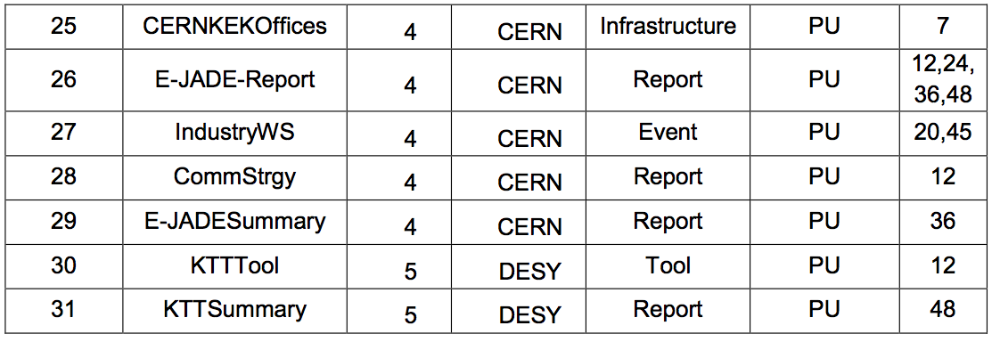 25 CERNKEKOffices 4 CERN Infrastructure PU 7
26 E-JADE-Report 4 CERN Report PU 12,24,
36,48
27 IndustryWS 4 CERN Event PU 20,45
28 CommStrgy 4 CERN Report PU 12
29 E-JADESummary 4 CERN Report PU 36
30 KTTTool 5 DESY Tool PU 12
31 KTTSummary 5 DESY Report PU 48